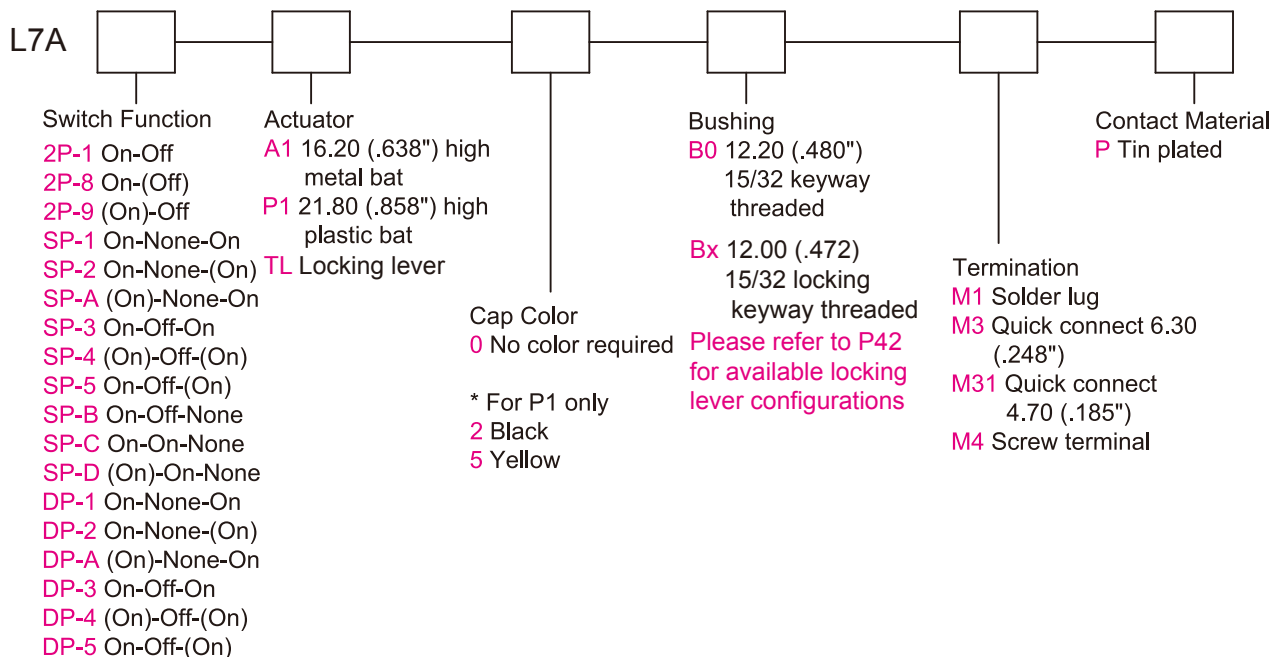 L7A
Switch Function
2P-1 On-Off
2P-8 On-(Off)
2P-9 (On)-Off
SP-1 On-None-On
SP-2 On-None-(On)
SP-A (On)-None-On
SP-3 On-Off-On
SP-4 (On)-Off-(On)
SP-5 On-Off-(On)
SP-B On-Off-None
SP-C On-On-None
SP-D (On)-On-None
DP-1 On-None-On
DP-2 On-None-(On)
DP-A (On)-None-On
DP-3 On-Off-On
DP-4 (On)-Off-(On)
DP-5 On-Off-(On)
Actuator
A1 16.20 (.638") high
metal bat
P1 21.80 (.858") high
plastic bat
TL Locking lever
Cap Color
0 No color required
* For P1 only
2 Black
5 Yellow
Bushing
B0 12.20 (.480")
15/32 keyway
threaded
Bx 12.00 (.472)
15/32 locking
keyway threaded
Please refer to P42
for available locking
lever configurations
Termination
M1 Solder lug
M3 Quick connect 6.30
(.248")
M31 Quick connect
4.70 (.185")
M4 Screw terminal
Contact Material
P Tin plated